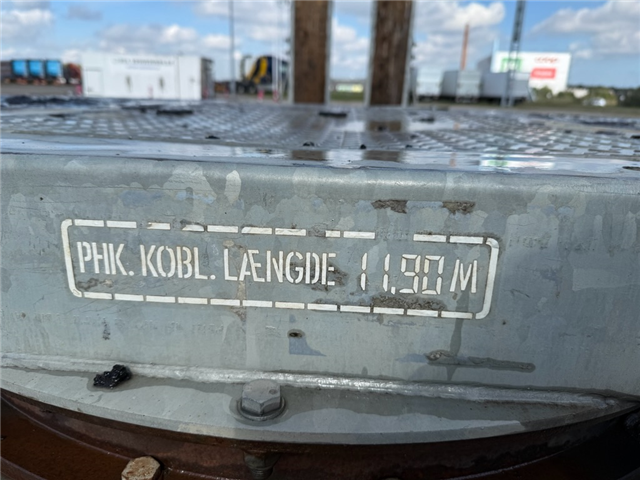 PHK. KOBL. LÆNGDE 11,90 M